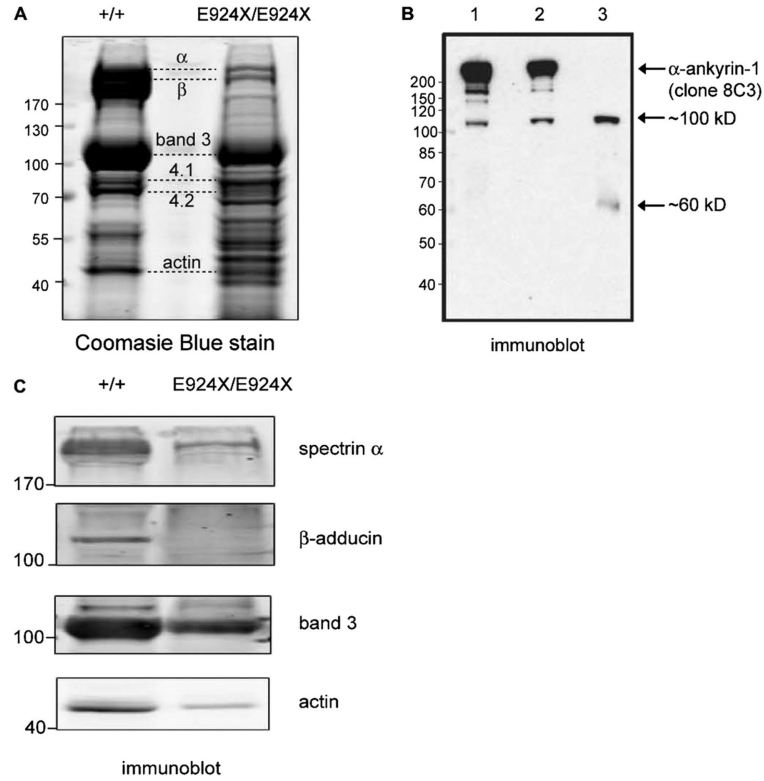 A
+/+ E924X/E924X
α
β
170
130
band 3
100
4.1
70
4.2
55
actin
40
Coomasie Blue stain
B
1 2 3
α-ankyrin-1
(clone 8C3)
200
150
120
~100 kD
100
85
70
60
~60 kD
50
40
immunoblot
C
+/+ E924X/E924X
spectrin α
170
β-adducin
100
band 3
100
actin
40
immunoblot